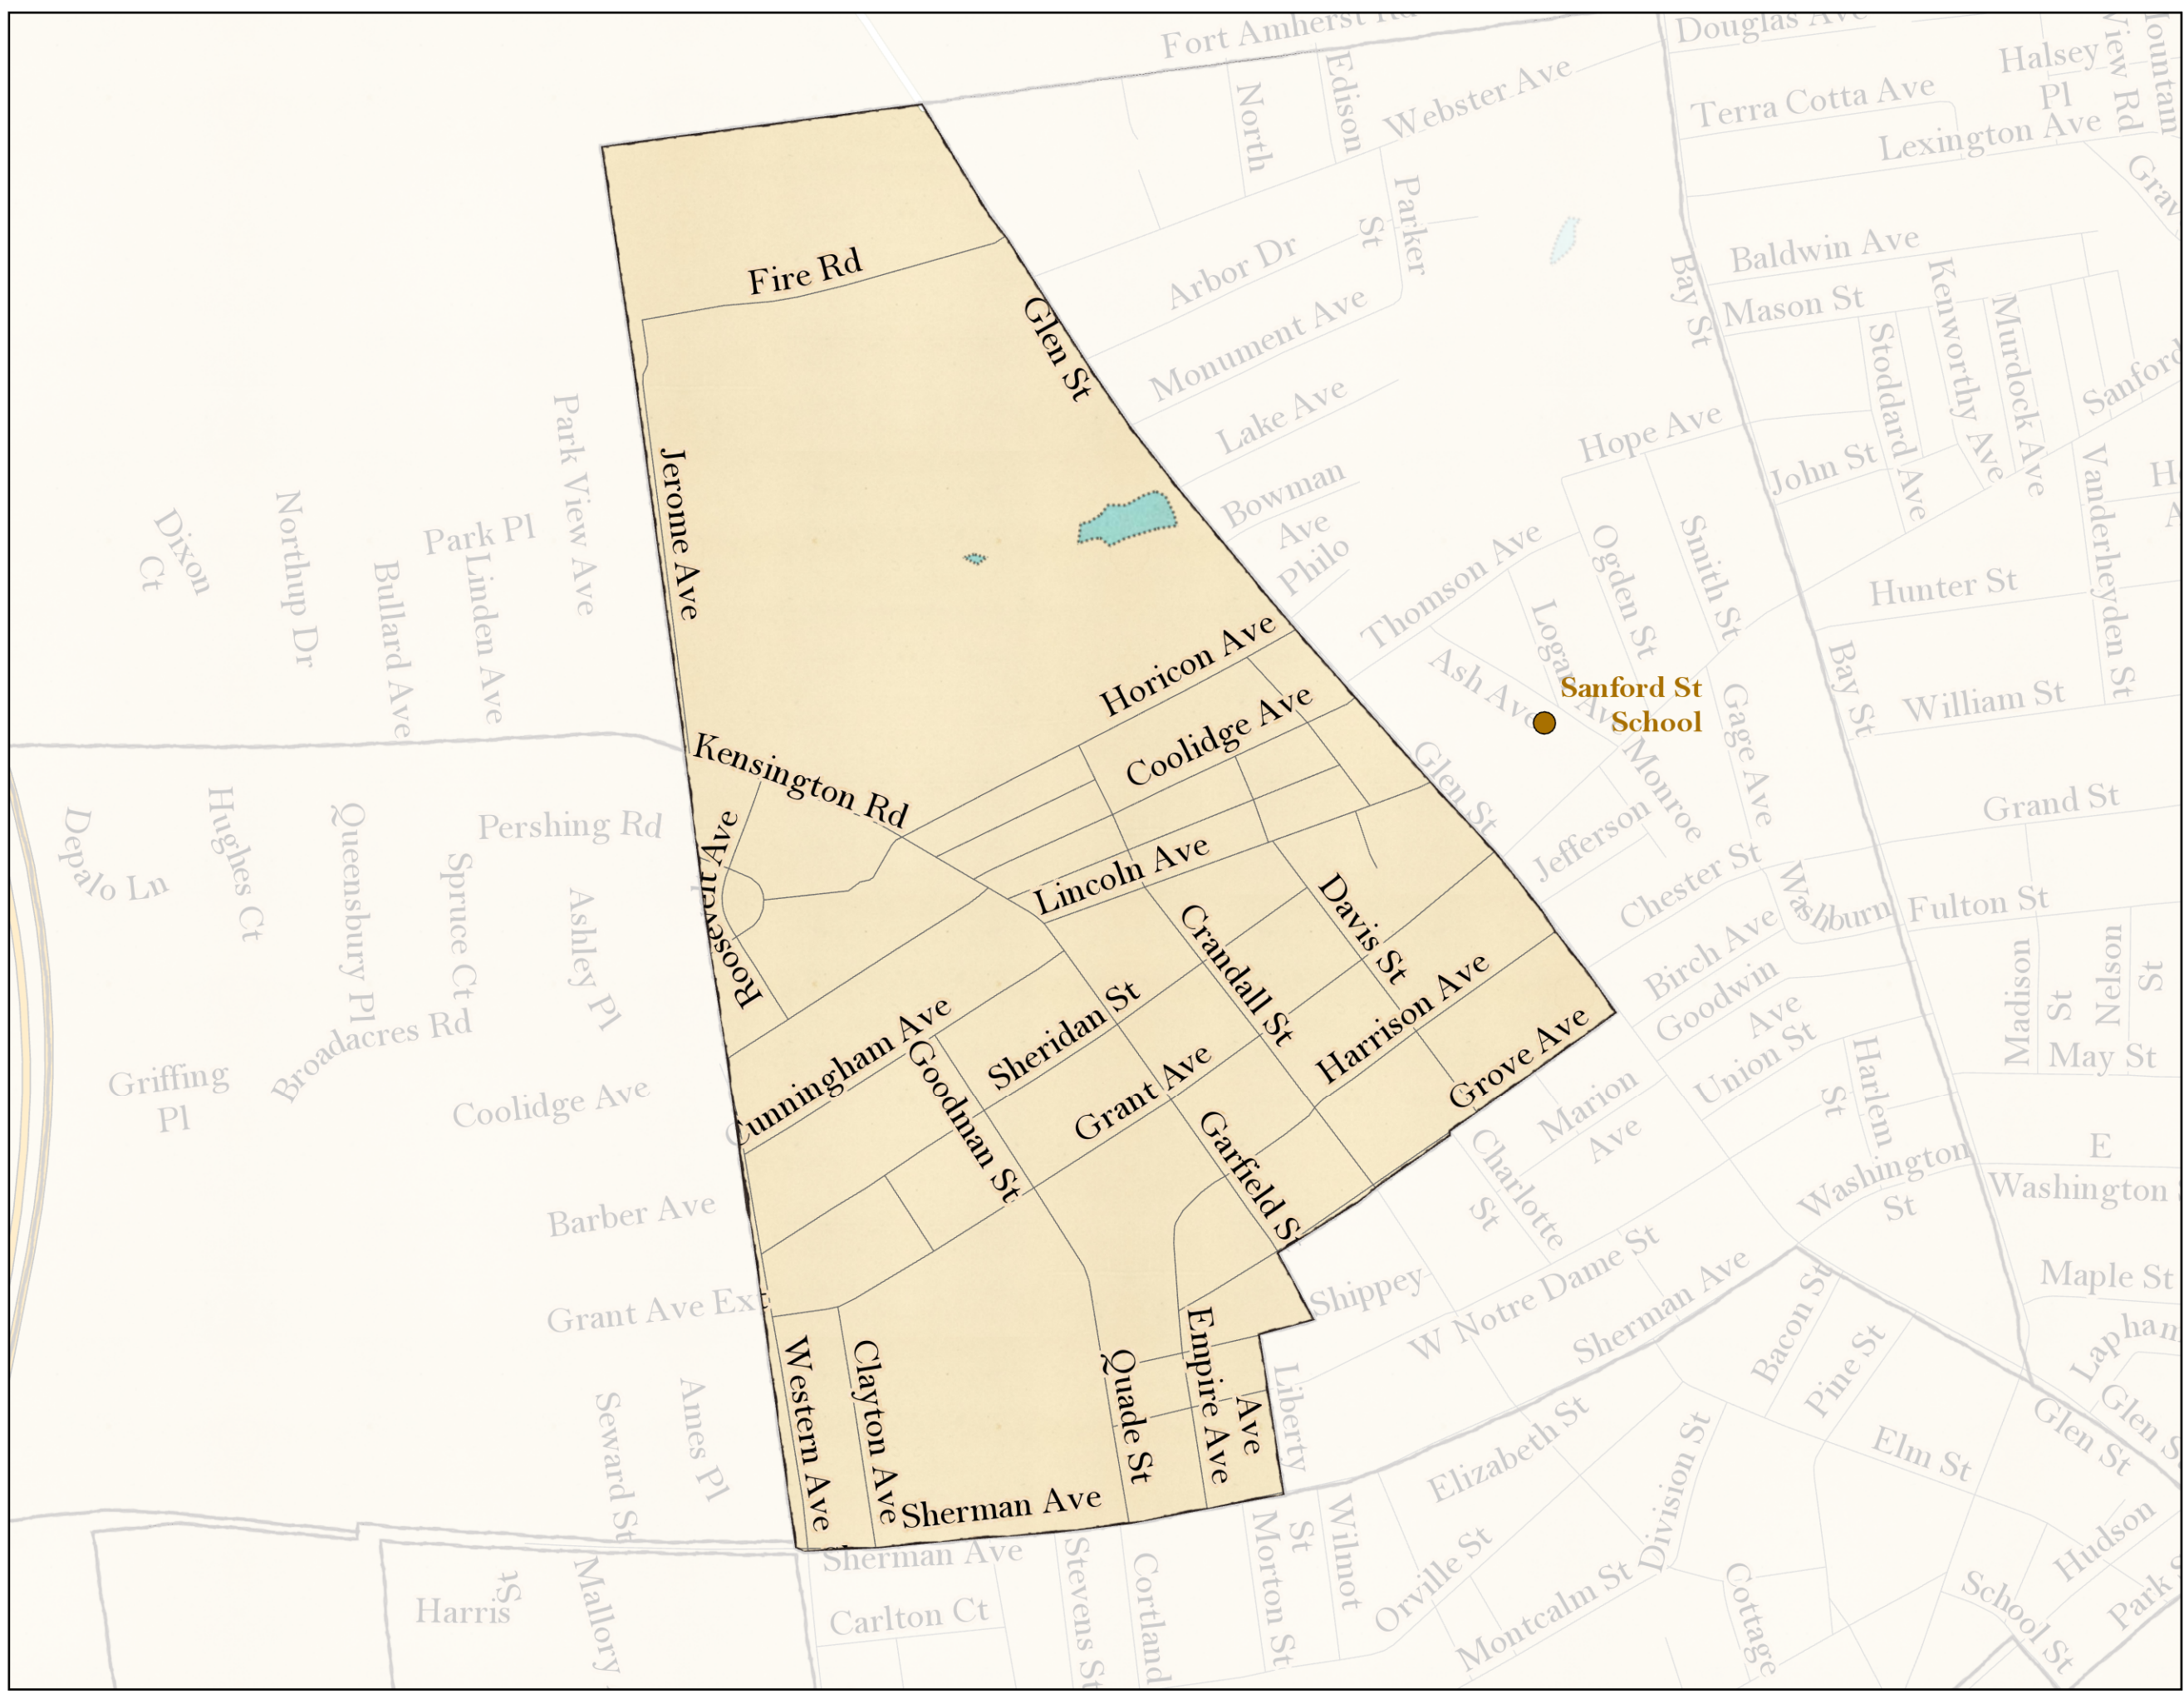 Fort Amherst Rd
Douglas Ave
Halsey
Pl
View Rd
Mountain
North
Edison
Webster Ave
Terra Cotta Ave
Lexington Ave
Parker
St
Fire Rd
Arbor Dr
Baldwin Ave
Bay St
Mason St
Kenworthy Ave
Murdock Ave
Stoddard Ave
Sanford
Glen St
Monument Ave
Lake Ave
Hope Ave
John St
Vanderheyden St
Jerome Ave
Park View Ave
Park Pl
Linden Ave
Bullard Ave
Northup Dr
Dixon
Ct
Bowman
Ave
Philo
Thomson Ave
Ogden St
Smith St
Logan Ave
Ash Ave
Hunter St
Bay St
William St
Sanford St
School
Gage Ave
Monroe
Horicon Ave
Coolidge Ave
Kensington Rd
Roosevelt Ave
Glen St
Jefferson
Chester St
Washburn
Grand St
Fulton St
Depalo Ln
Hughes Ct
Queensbury Pl
Pershing Rd
Spruce Ct
Ashley Pl
Broadacres Rd
Griffing
Pl
Coolidge Ave
Lincoln Ave
Davis St
Crandall St
Birch Ave
Goodwin
Ave
Union St
Harlem
St
Madison
St
Nelson
St
May St
Cunningham Ave
Sheridan St
Harrison Ave
Grove Ave
Goodman St
Grant Ave
Garfield St
Marion
Ave
Charlotte
St
Washington
St
E
Washington
Maple St
Barber Ave
Grant Ave Ex
Shippey
W Notre Dame St
Sherman Ave
Bacon St
Pine St
Lapham
Glen St
Glen S
Western Ave
Clayton Ave
Quade St
Empire Ave
Ave
Liberty
Sherman Ave
Seward St
Ames Pl
Elizabeth St
Division St
Elm St
Hudson
Harris
St
Mallory
Sherman Ave
Carlton Ct
Stevens St
Cortland
Morton St
St
Wilmot
Orville St
Montcalm St
Cottage
School St
Park